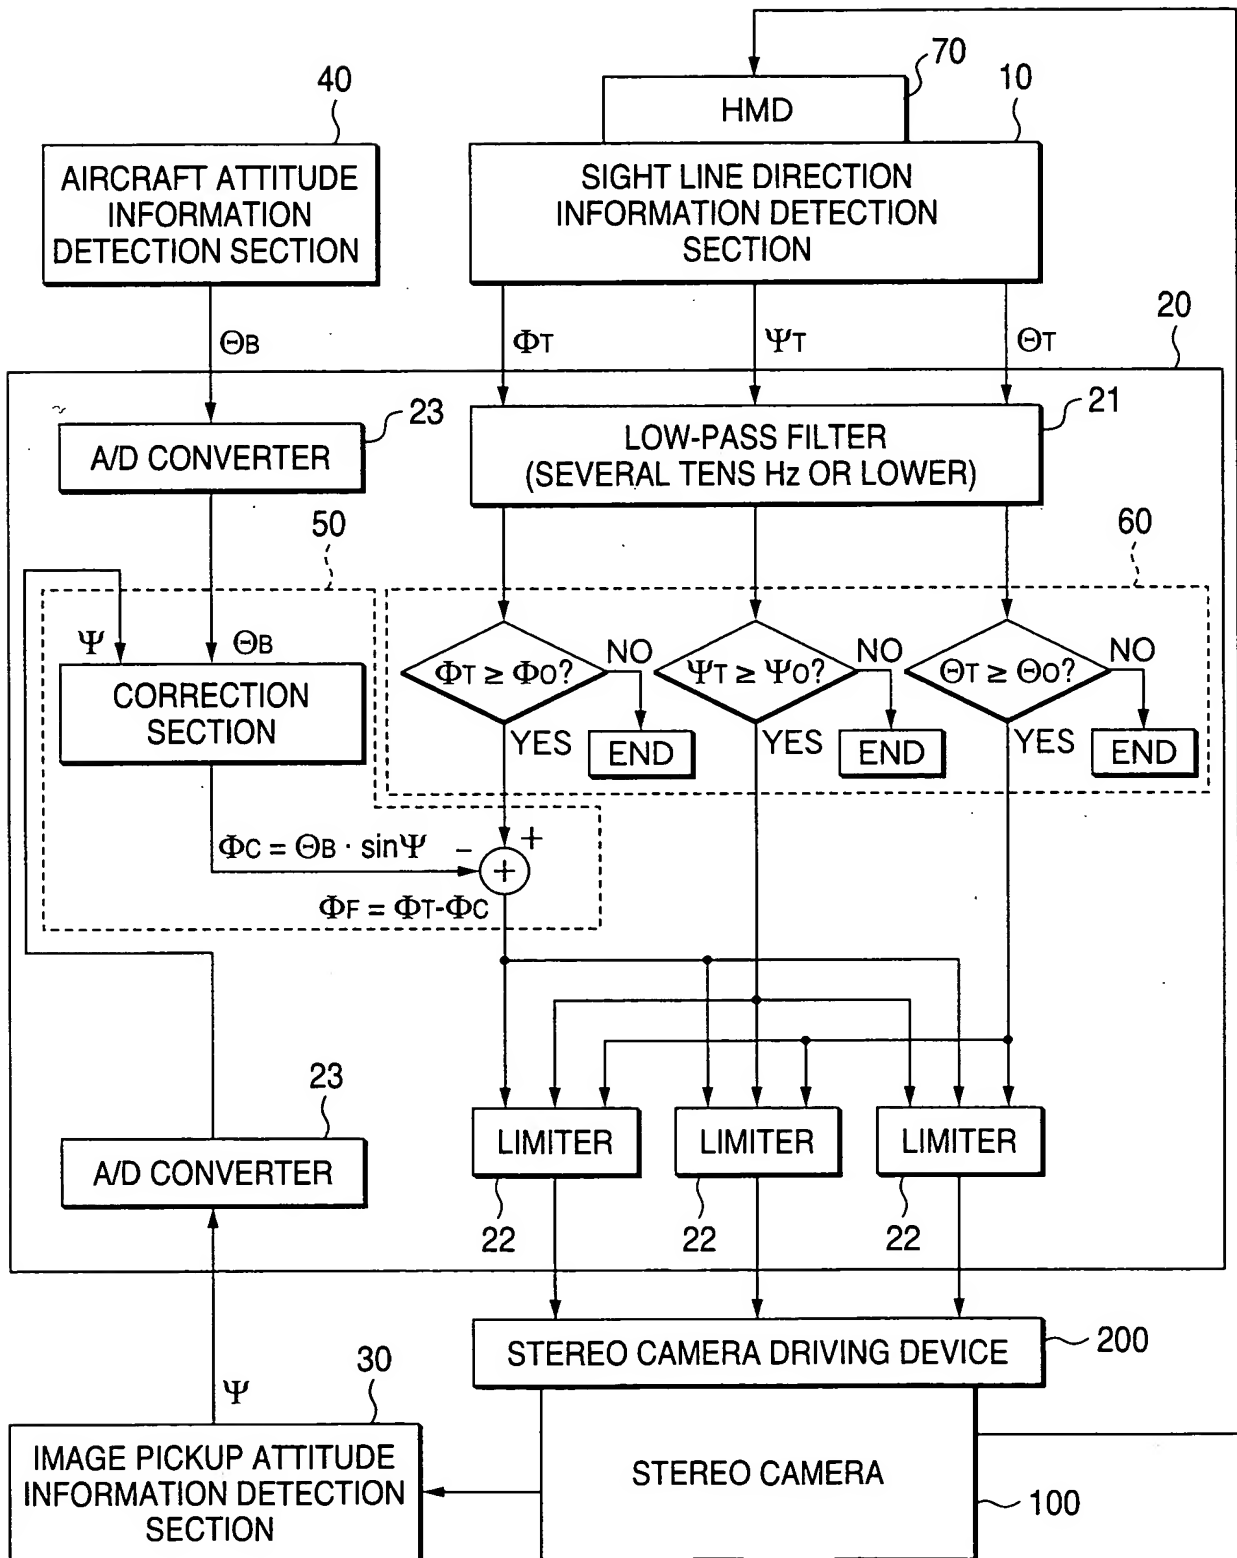 70
HMD
10
SIGHT LINE DIRECTION
INFORMATION DETECTION
SECTION
40
AIRCRAFT ATTITUDE
INFORMATION
DETECTION SECTION
ΘB
ΦT
ΨT
ΘT
20
23
A/D CONVERTER
21
LOW-PASS FILTER
(SEVERAL TENS Hz OR LOWER)
50
60
Ψ
ΘB
CORRECTION
SECTION
ΦT ≥ ΦO?
NO
YES
END
ΨT ≥ ΨO?
NO
YES
END
ΘT ≥ ΘO?
NO
YES
END
ΦC = ΘB · sinΨ
-
+
+
ΦF = ΦT-ΦC
23
A/D CONVERTER
LIMITER
LIMITER
LIMITER
22
22
22
STEREO CAMERA DRIVING DEVICE
200
Ψ
30
IMAGE PICKUP ATTITUDE
INFORMATION DETECTION
SECTION
STEREO CAMERA
100